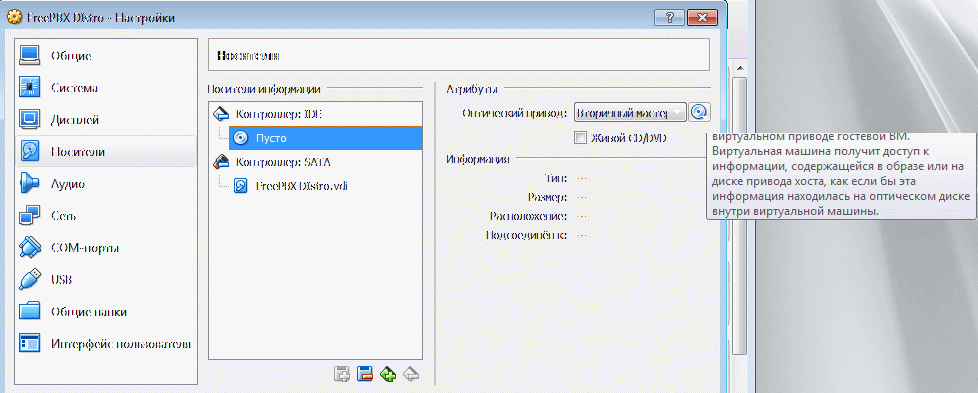 FreePBX Distro - Настройки
Общие
Система
Дисплей
Носители
Аудио
Сеть
COM-порты
USB
Общие папки
Интерфейс пользователя
Носители
Носители информации
Контроллер: IDE
Пусто
Контроллер: SATA
FreePBX Distro.vdi
Атрибуты
Оптический привод: Вторичный мастер
Живой CD/DVD
Информация
Тип: ---
Размер: ---
Расположение: ---
Подсоединён к: ---
виртуальном приводе гостевой ВМ.
Виртуальная машина получит доступ к
информации, содержащейся в образе или на
диске привода хоста, как если бы эта
информация находилась на оптическом диске
внутри виртуальной машины.